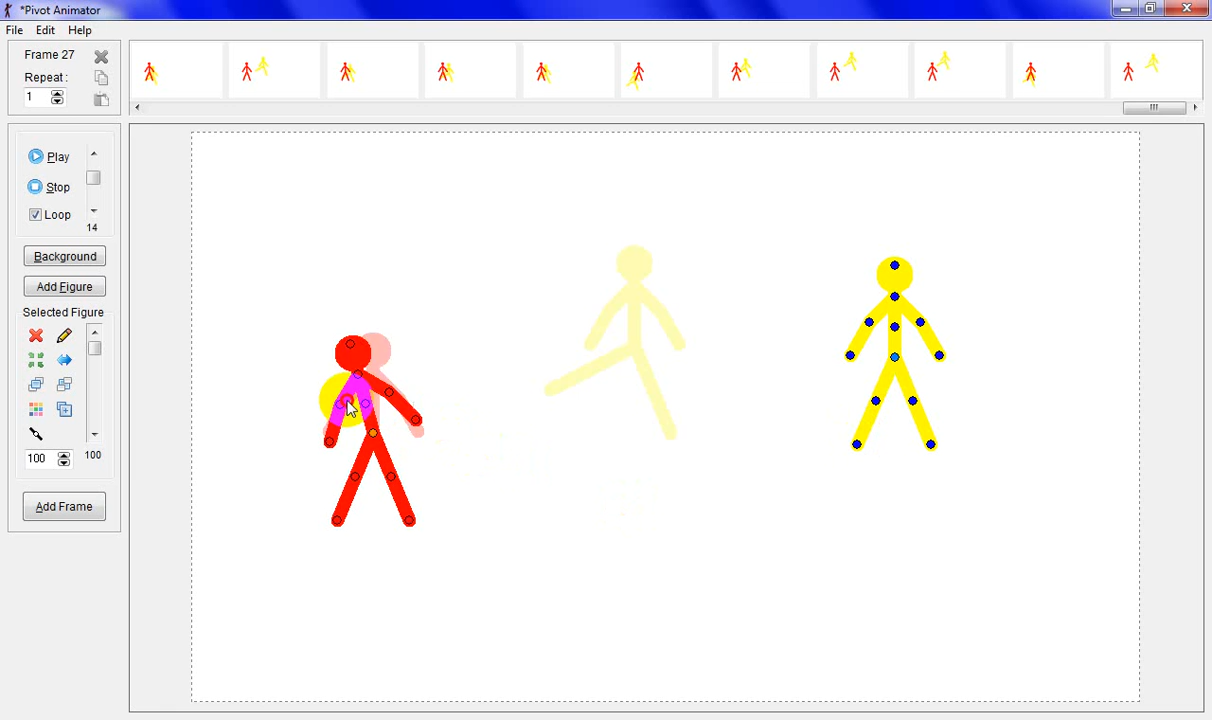 *Pivot Animator
File Edit Help
Frame 27
Repeat:
1
Play
Stop
Loop
14
Background
Add Figure
Selected Figure
100
100
Add Frame